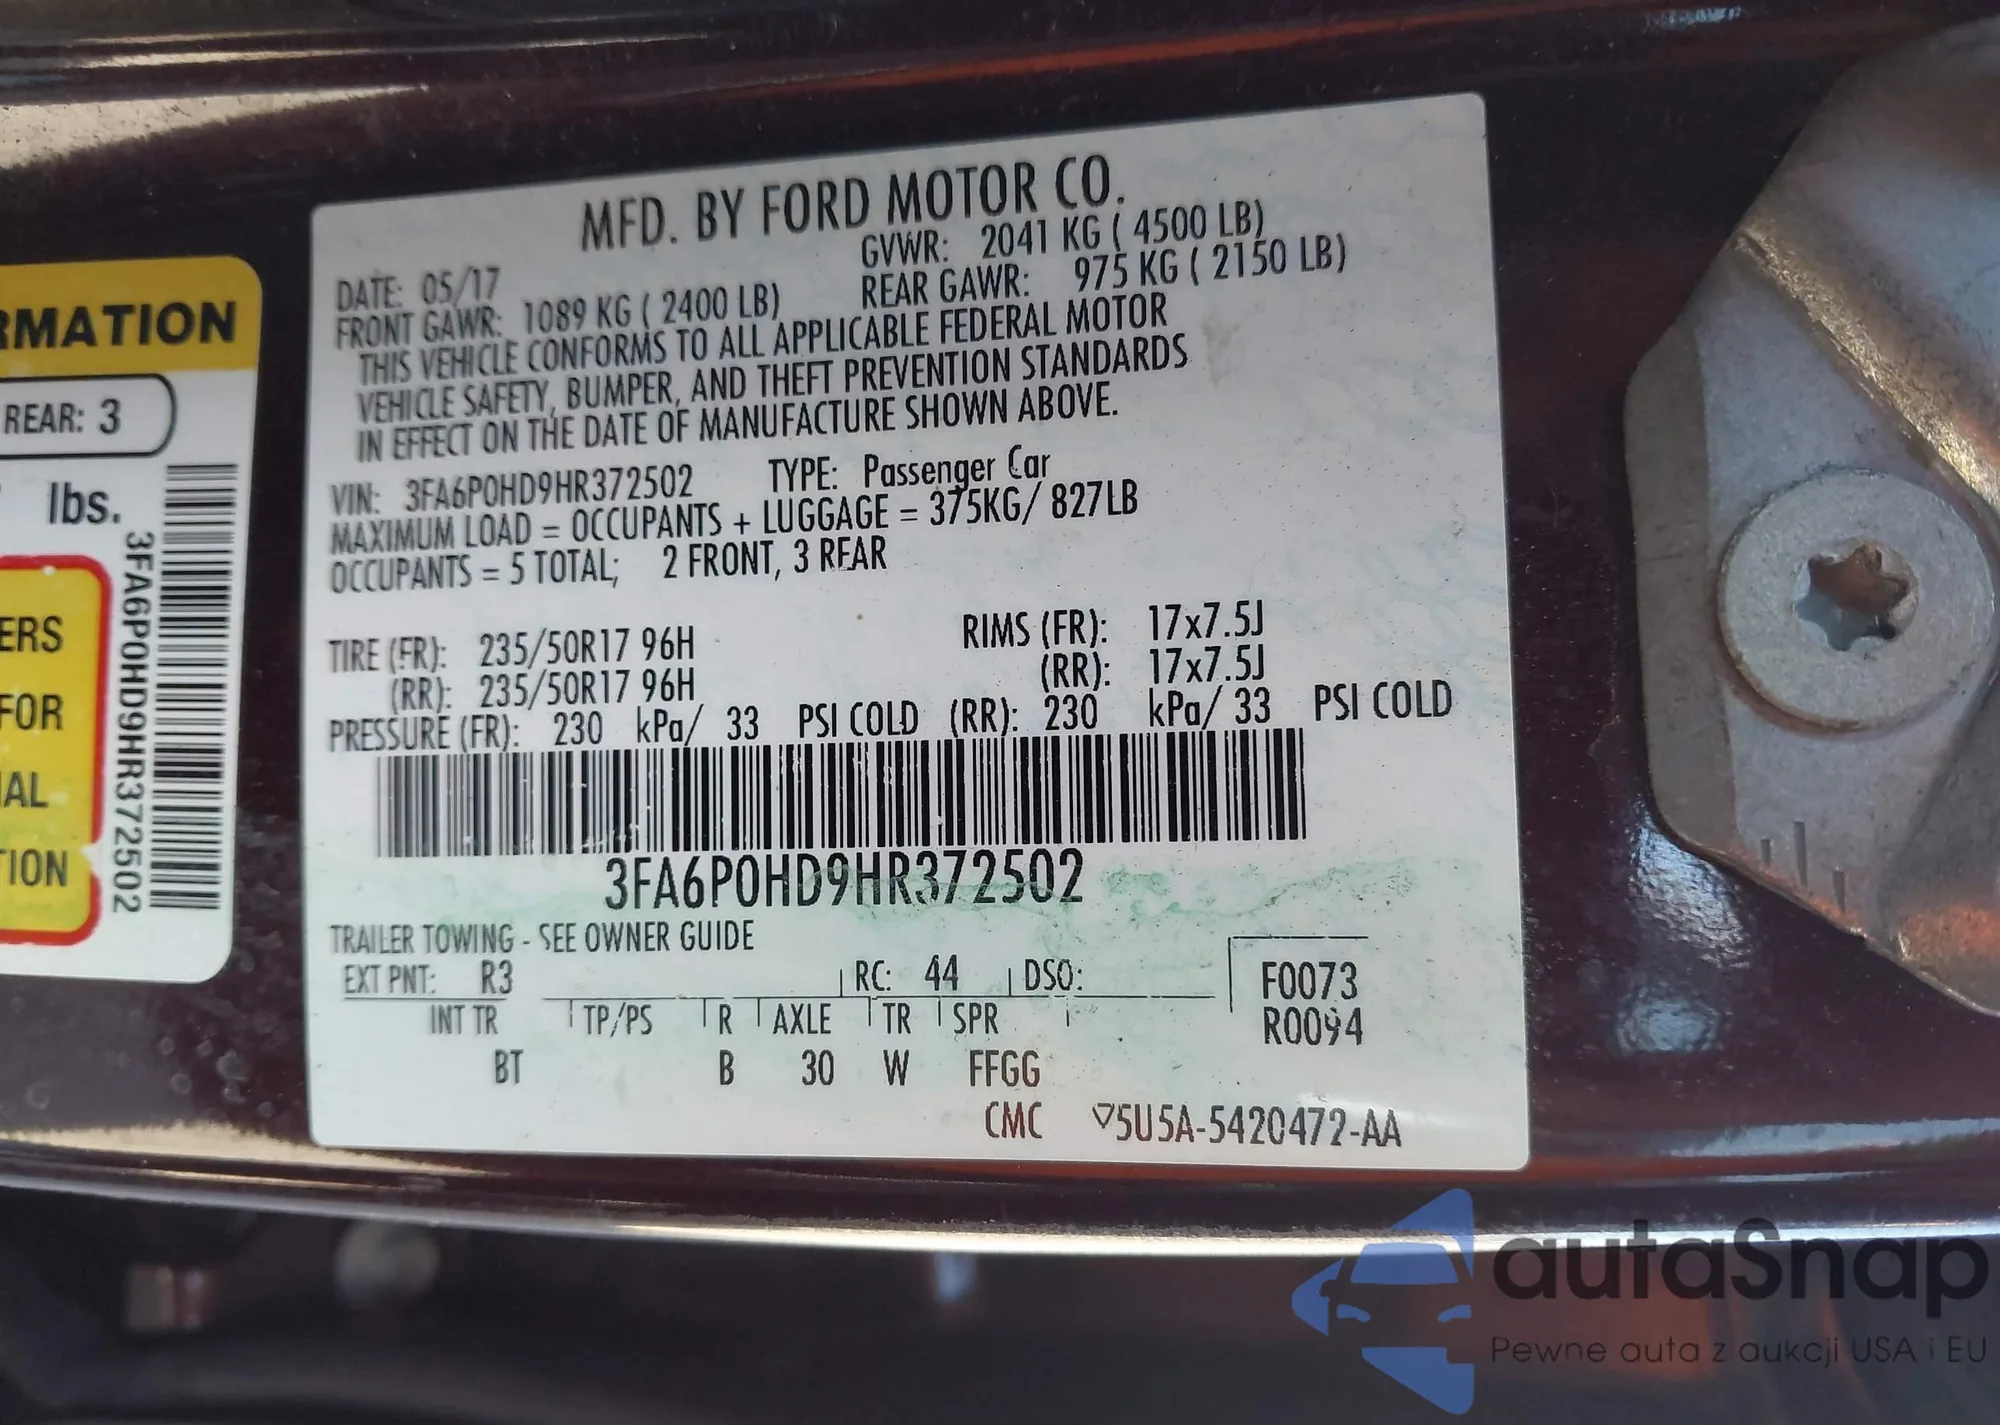 RMATION
REAR: 3
lbs.
ERS
FOR
IAL
TION
3FA6P0HD9HR372502
MFD. BY FORD MOTOR CO.
DATE: 05/17 GVWR: 2041 KG ( 4500 LB)
FRONT GAWR: 1089 KG ( 2400 LB) REAR GAWR: 975 KG ( 2150 LB)
THIS VEHICLE CONFORMS TO ALL APPLICABLE FEDERAL MOTOR
VEHICLE SAFETY, BUMPER, AND THEFT PREVENTION STANDARDS
IN EFFECT ON THE DATE OF MANUFACTURE SHOWN ABOVE.
VIN: 3FA6P0HD9HR372502 TYPE: Passenger Car
MAXIMUM LOAD = OCCUPANTS + LUGGAGE = 375KG/ 827LB
OCCUPANTS = 5 TOTAL; 2 FRONT, 3 REAR
TIRE (FR): 235/50R17 96H RIMS (FR): 17x7.5J
(RR): 235/50R17 96H (RR): 17x7.5J
PRESSURE (FR): 230 kPa/ 33 PSI COLD (RR): 230 kPa/ 33 PSI COLD
3FA6P0HD9HR372502
TRAILER TOWING - SEE OWNER GUIDE
EXT PNT: R3 RC: 44 DSO: F0073
INT TR TP/PS R AXLE TR SPR R0094
BT B 30 W FFGG
CMC 5U5A-5420472-AA
autaSnap
Pewne auta z aukcji USA i EU